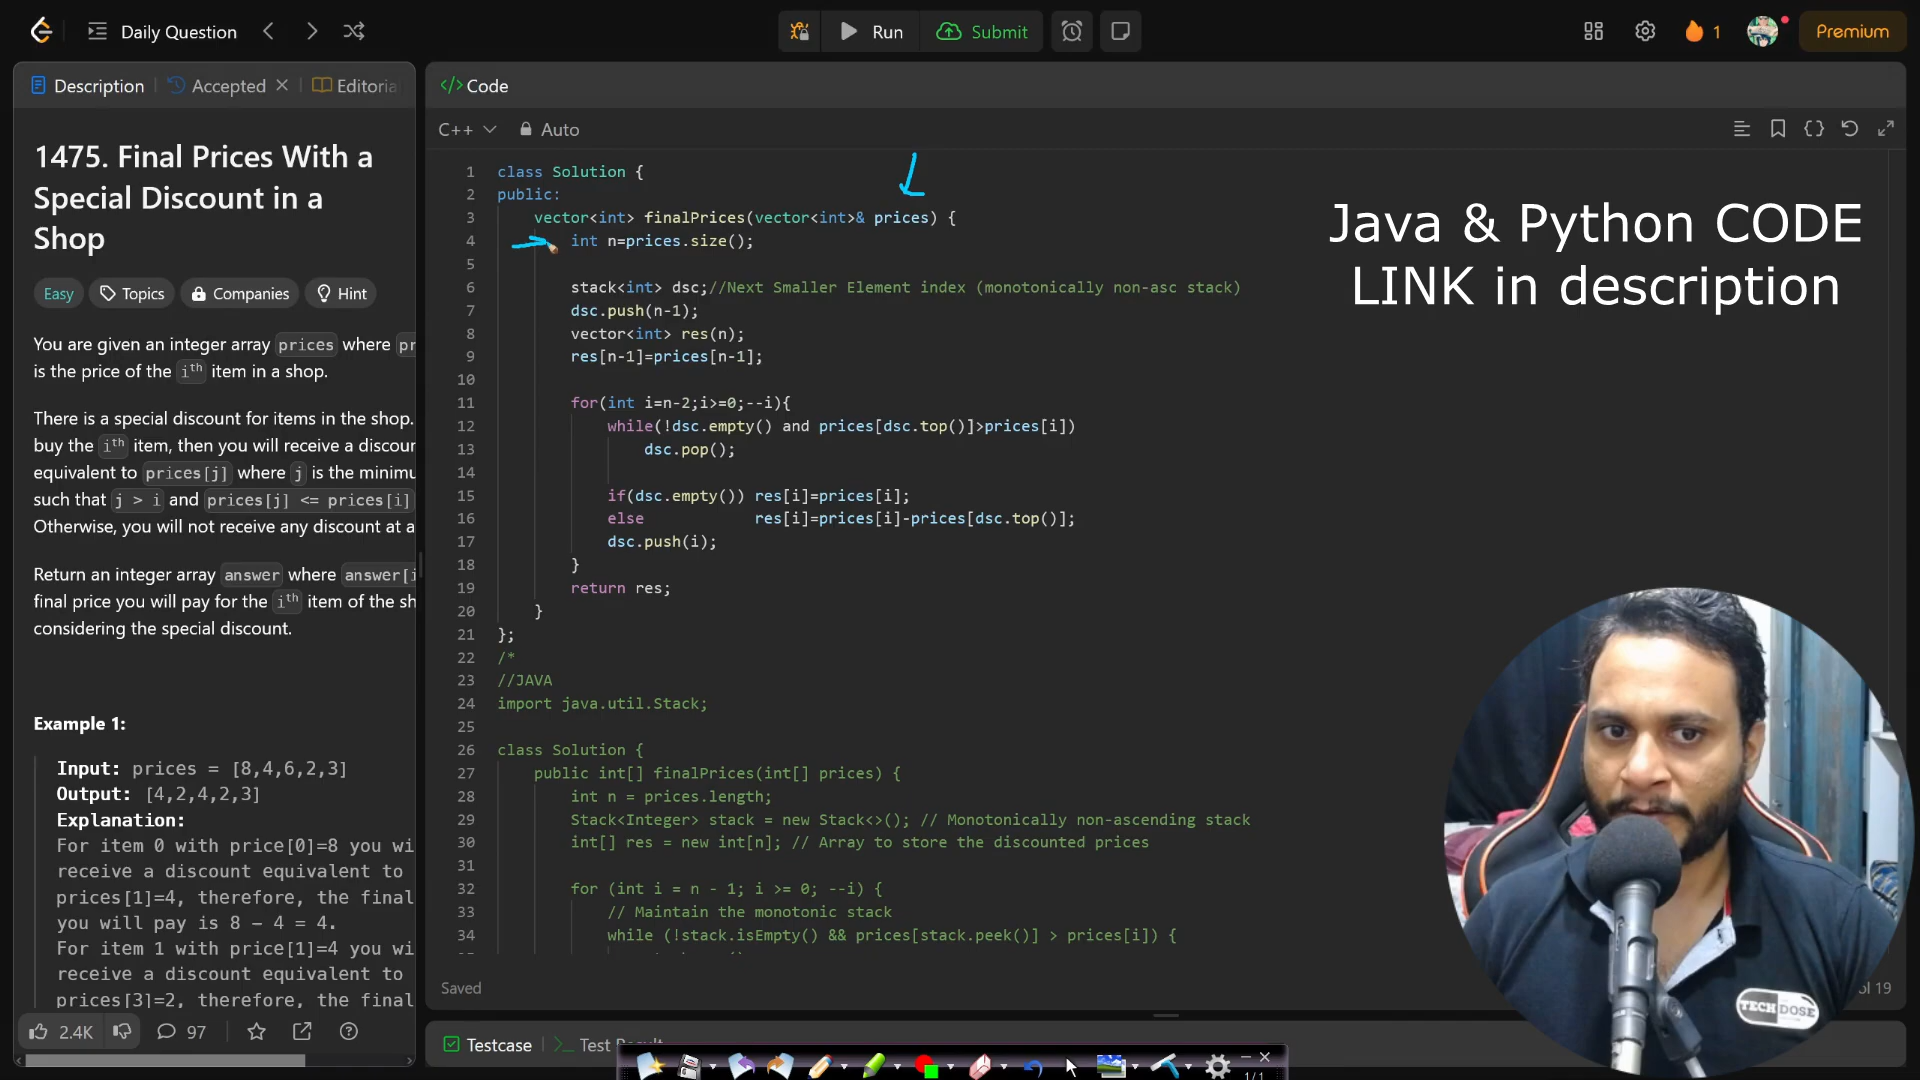 Daily Question
Run
Submit
1
Premium
Description
Accepted
Editoria
Code
C++
Auto
1475. Final Prices With a
Special Discount in a
Shop
Easy
Topics
Companies
Hint
You are given an integer array prices where pr
is the price of the ith item in a shop.
There is a special discount for items in the shop.
buy the ith item, then you will receive a discour
equivalent to prices[j] where j is the minimu
such that j > i and prices[j] <= prices[i]
Otherwise, you will not receive any discount at a
Return an integer array answer where answer[i
final price you will pay for the ith item of the sh
considering the special discount.
Example 1:
Input: prices = [8,4,6,2,3]
Output: [4,2,4,2,3]
Explanation:
For item 0 with price[0]=8 you wi
receive a discount equivalent to
prices[1]=4, therefore, the final
you will pay is 8 - 4 = 4.
For item 1 with price[1]=4 you wi
receive a discount equivalent to
prices[3]=2, therefore, the final
2.4K
97
1 class Solution {
2 public:
3 vector<int> finalPrices(vector<int>& prices) {
4 int n=prices.size();
5
6 stack<int> dsc;//Next Smaller Element index (monotonically non-asc stack)
7 dsc.push(n-1);
8 vector<int> res(n);
9 res[n-1]=prices[n-1];
10
11 for(int i=n-2;i>=0;--i){
12 while(!dsc.empty() and prices[dsc.top()]>prices[i])
13 dsc.pop();
14
15 if(dsc.empty()) res[i]=prices[i];
16 else res[i]=prices[i]-prices[dsc.top()];
17 dsc.push(i);
18 }
19 return res;
20 }
21 };
22 /*
23 //JAVA
24 import java.util.Stack;
25
26 class Solution {
27 public int[] finalPrices(int[] prices) {
28 int n = prices.length;
29 Stack<Integer> stack = new Stack<>(); // Monotonically non-ascending stack
30 int[] res = new int[n]; // Array to store the discounted prices
31
32 for (int i = n - 1; i >= 0; --i) {
33 // Maintain the monotonic stack
34 while (!stack.isEmpty() && prices[stack.peek()] > prices[i]) {
Saved
ol 19
Java & Python CODE
LINK in description
TECH DOSE
Testcase
1/1